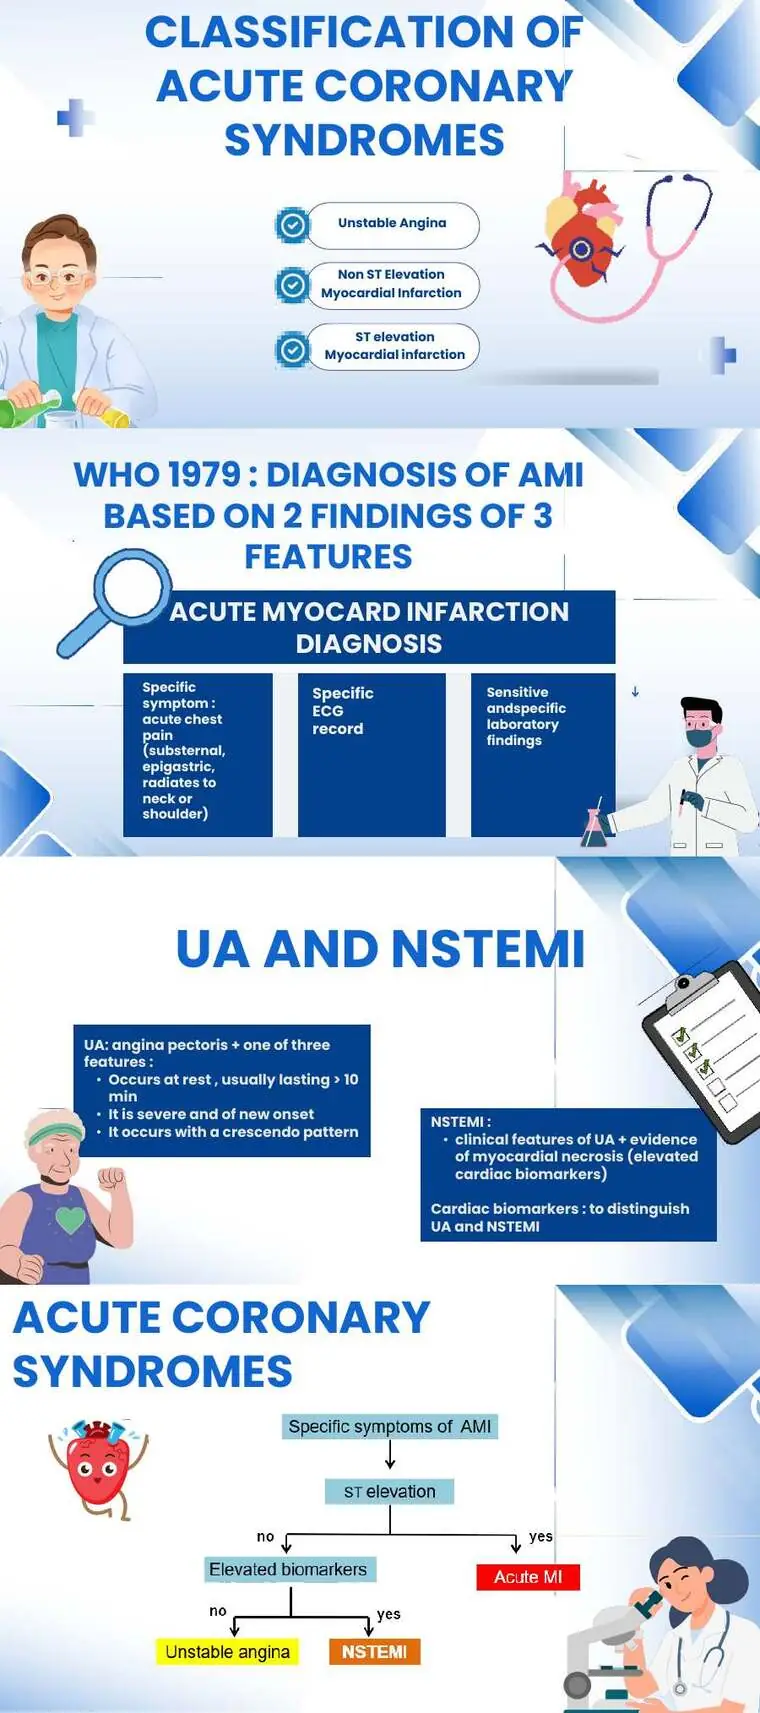 CLASSIFICATION OF
ACUTE CORONARY
SYNDROMES
Unstable Angina
Non ST Elevation
Myocardial Infarction
ST elevation
Myocardial infarction
WHO 1979 : DIAGNOSIS OF AMI
BASED ON 2 FINDINGS OF 3
FEATURES
ACUTE MYOCARD INFARCTION
DIAGNOSIS
Specific
symptom :
acute chest
pain
(substernal,
epigastric,
radiates to
neck or
shoulder)
Specific
ECG
record
Sensitive
andspecific
laboratory
findings
UA AND NSTEMI
UA: angina pectoris + one of three
features :
• Occurs at rest , usually lasting > 10
min
• It is severe and of new onset
• It occurs with a crescendo pattern
NSTEMI :
• clinical features of UA + evidence
of myocardial necrosis (elevated
cardiac biomarkers)
Cardiac biomarkers : to distinguish
UA and NSTEMI
ACUTE CORONARY
SYNDROMES
Specific symptoms of AMI
ST elevation
no
yes
Elevated biomarkers
Acute MI
no
yes
Unstable angina
NSTEMI